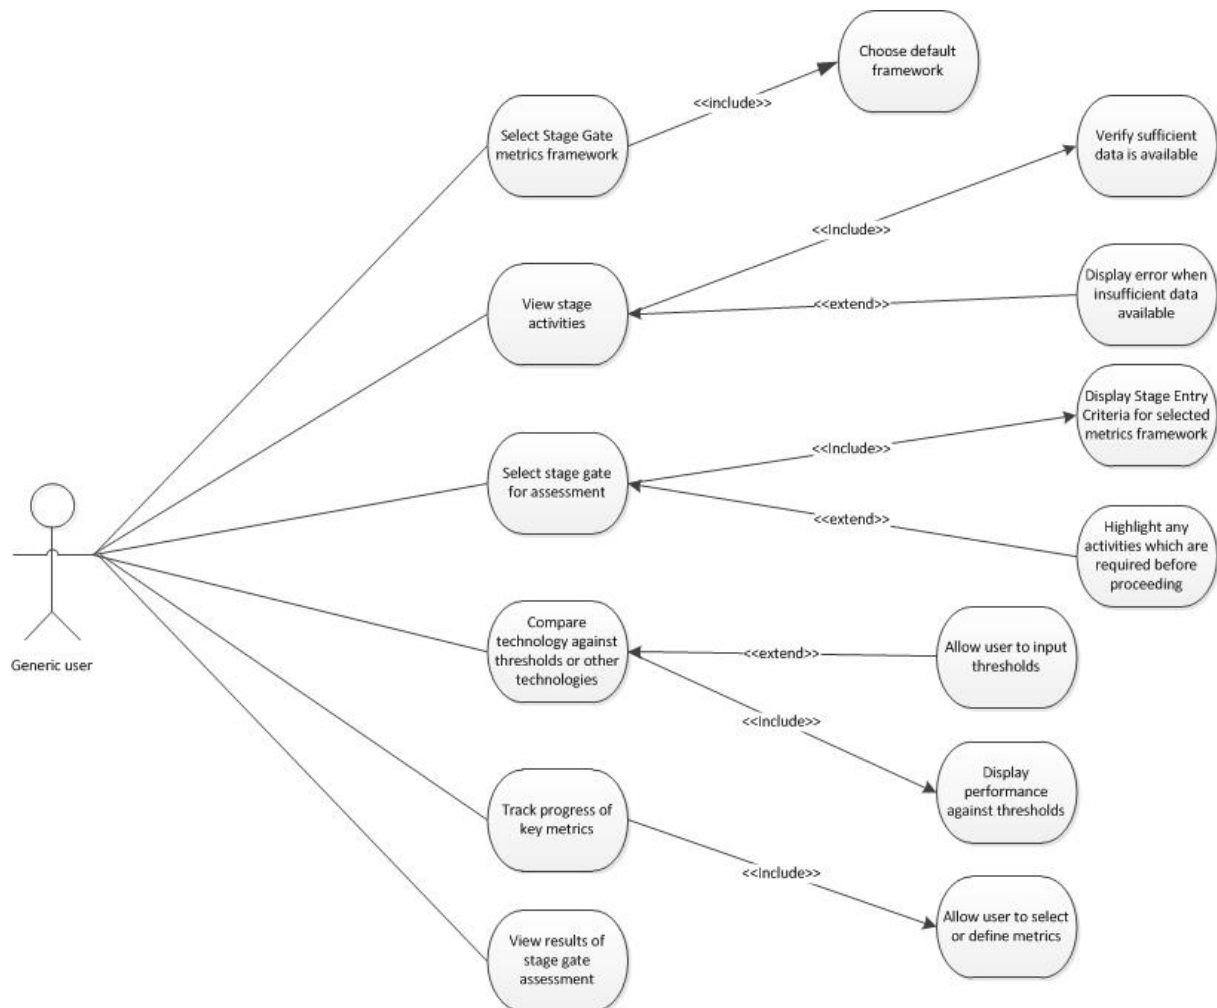 Choose default
framework
<<include>>
Select Stage Gate
metrics framework
Verify sufficient
data is available
<<Include>>
Display error when
insufficient data
available
View stage
activities
<<extend>>
Display Stage Entry
Criteria for selected
metrics framework
<<Include>>
Select stage gate
for assessment
<<extend>>
Highlight any
activities which are
required before
proceeding
Generic user
Compare
technology against
thresholds or other
technologies
<<extend>>
Allow user to input
thresholds
<<Include>>
Display
performance
against thresholds
Track progress of
key metrics
<<Include>>
Allow user to select
or define metrics
View results of
stage gate
assessment